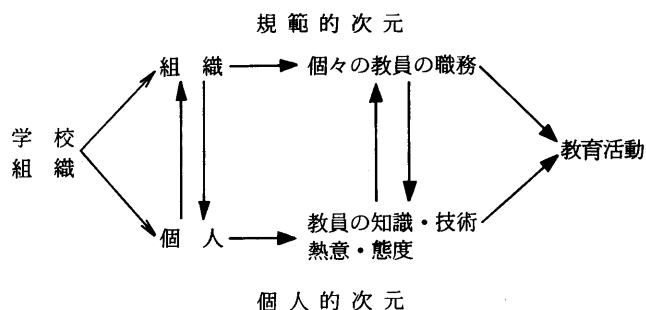 規範的次元
組織
個々の教員の職務
学校
組織
教育活動
個人
教員の知識・技術
熱意・態度
個人的次元